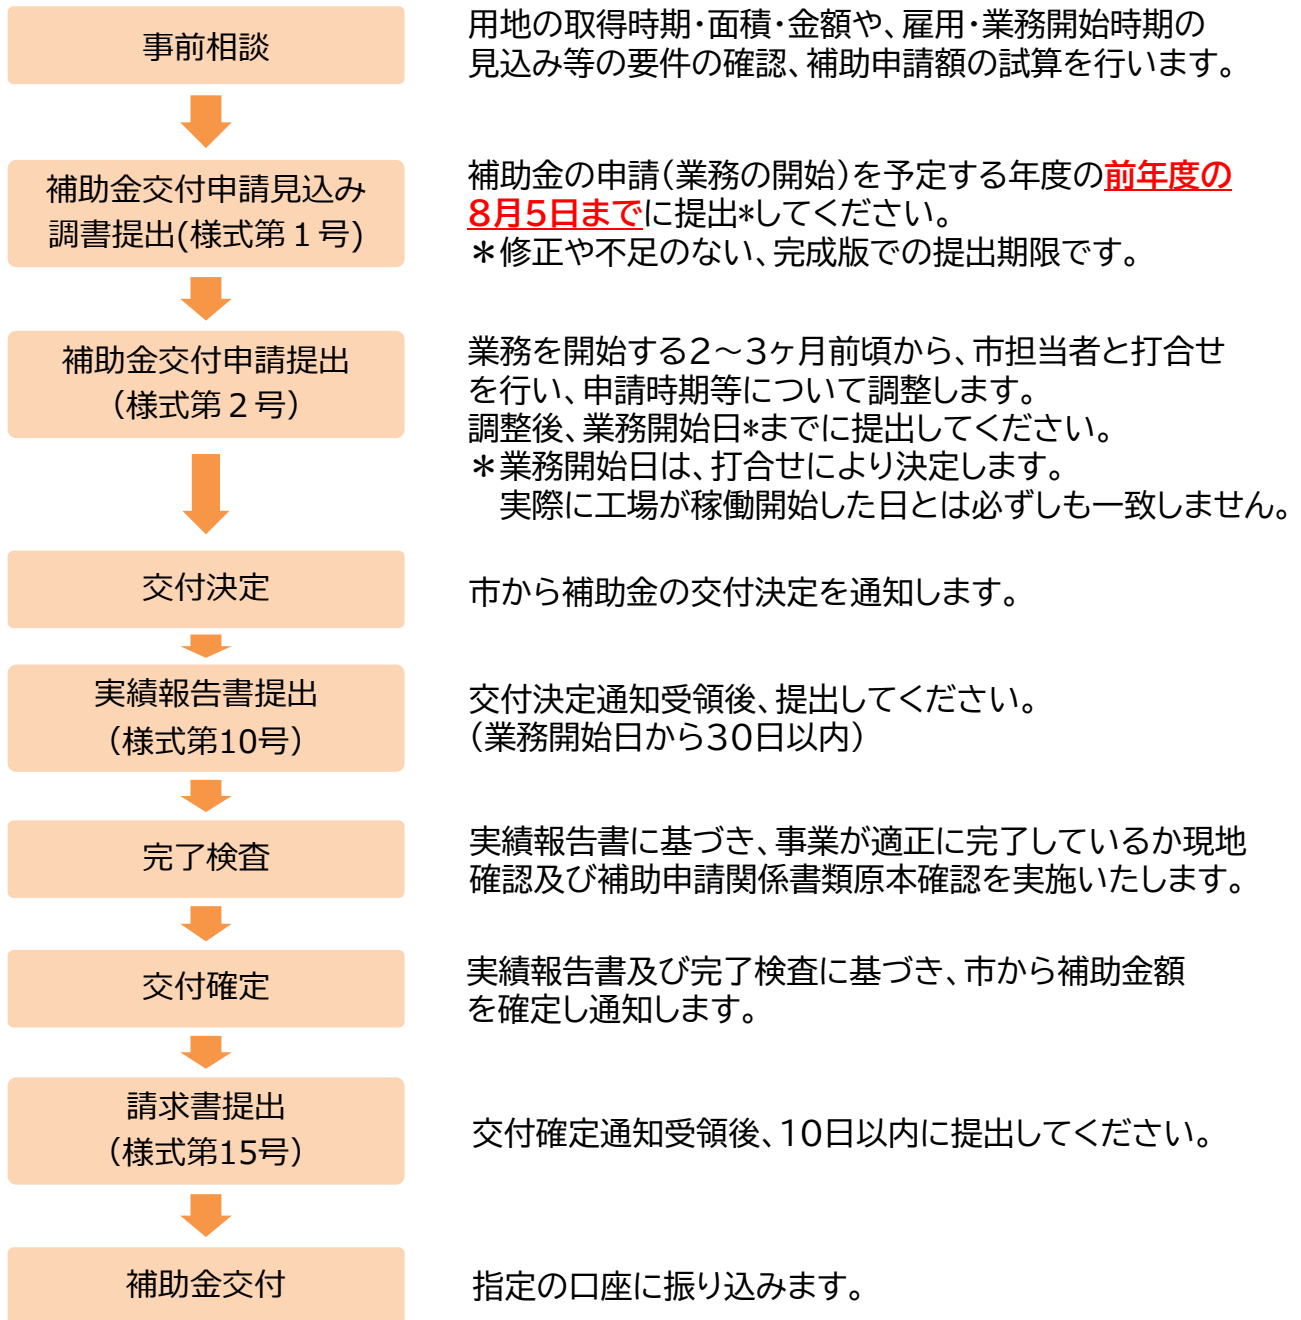 事前相談
用地の取得時期・面積・金額や、雇用・業務開始時期の
見込み等の要件の確認、補助申請額の試算を行います。
補助金交付申請見込み
調書提出(様式第１号)
補助金の申請（業務の開始）を予定する年度の前年度の
８月５日までに提出*してください。
＊修正や不足のない、完成版での提出期限です。
補助金交付申請提出
（様式第２号）
業務を開始する２～３ヶ月前頃から、市担当者と打合せ
を行い、申請時期等について調整します。
調整後、業務開始日*までに提出してください。
＊業務開始日は、打合せにより決定します。
実際に工場が稼働開始した日とは必ずしも一致しません。
交付決定
市から補助金の交付決定を通知します。
実績報告書提出
（様式第10号）
交付決定通知受領後、提出してください。
（業務開始日から３０日以内）
完了検査
実績報告書に基づき、事業が適正に完了しているか現地
確認及び補助申請関係書類原本確認を実施いたします。
交付確定
実績報告書及び完了検査に基づき、市から補助金額
を確定し通知します。
請求書提出
（様式第15号）
交付確定通知受領後、１０日以内に提出してください。
補助金交付
指定の口座に振り込みます。